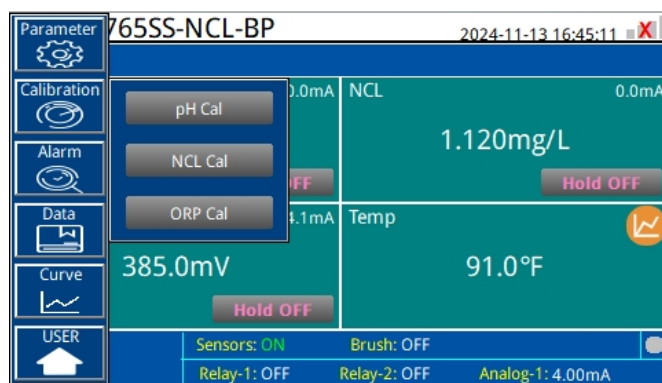 Parameter
765SS-NCL-BP
2024-11-13 16:45:11
X
Calibration
pH Cal
NCL Cal
ORP Cal
0.0mA
NCL
0.0mA
1.120mg/L
Hold OFF
Alarm
Data
4.1mA
Temp
385.0mV
91.0°F
Hold OFF
Curve
USER
Sensors: ON
Brush: OFF
Relay-1: OFF
Relay-2: OFF
Analog-1: 4.00mA